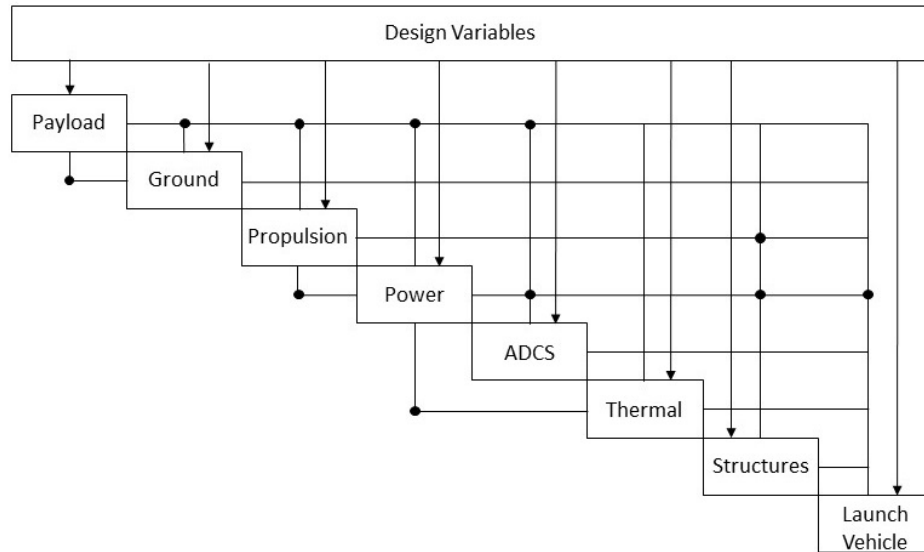 Design Variables
Payload
Ground
Propulsion
Power
ADCS
Thermal
Structures
Launch
Vehicle